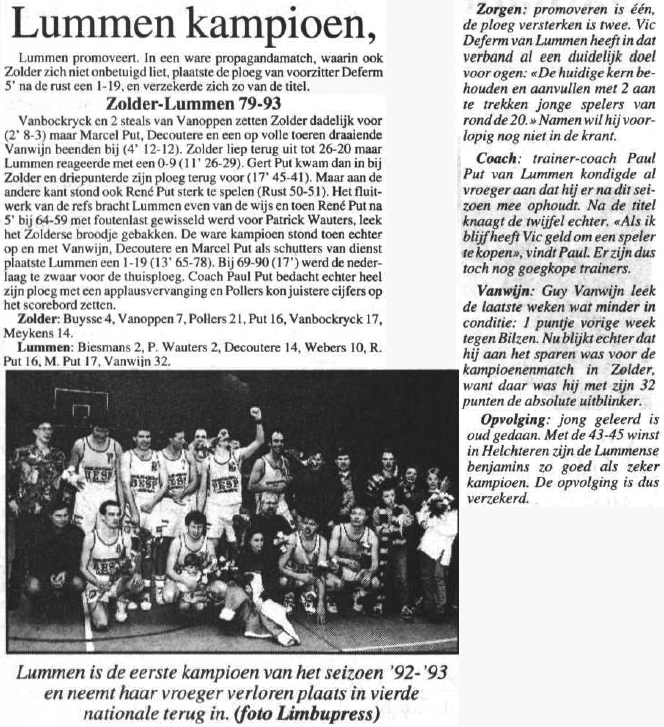 Lummen kampioen,
Lummen promoveert. In een ware propagandamatch, waarin ook
Zolder zich niet onbetuigd liet, plaatste de ploeg van voorzitter Deferm
5' na de rust een 1-19, en verzekerde zich zo van de titel.
Zolder-Lummen 79-93
Vanbockryck en 2 steals van Vanoppen zetten Zolder dadelijk voor
(2' 8-3) maar Marcel Put, Decoutere en een op volle toeren draaiende
Vanwijn beenden bij (4' 12-12). Zolder liep terug uit tot 26-20 maar
Lummen reageerde met een 0-9 (11' 26-29). Gert Put kwam dan in bij
Zolder en driepunterde zijn ploeg terug voor (17' 45-41). Maar aan de
andere kant stond ook René Put sterk te spelen (Rust 50-51). Het fluit-
werk van de refs bracht Lummen even van de wijs en toen René Put na
5' bij 64-59 met foutenlast gewisseld werd voor Patrick Wauters, leek
het Zolderse broodje gebakken. De ware kampioen stond toen echter
op en met Vanwijn, Decoutere en Marcel Put als schutters van dienst
plaatste Lummen een 1-19 (13' 65-78). Bij 69-90 (17') werd de neder-
laag te zwaar voor de thuisploeg. Coach Paul Put bedacht echter heel
zijn ploeg met een applausvervanging en Pollers kon juistere cijfers op
het scorebord zetten.
Zolder: Buysse 4, Vanoppen 7, Pollers 21, Put 16, Vanbockryck 17,
Meykens 14.
Lummen: Biesmans 2, P. Wauters 2, Decoutere 14, Webers 10, R.
Put 16, M. Put 17, Vanwijn 32.
BESP
BESP
Lummen is de eerste kampioen van het seizoen '92-'93
en neemt haar vroeger verloren plaats in vierde
nationale terug in. (foto Limbupress)
Zorgen: promoveren is één,
de ploeg versterken is twee. Vic
Deferm van Lummen heeft in dat
verband al een duidelijk doel
voor ogen: «De huidige kern be-
houden en aanvullen met 2 aan
te trekken jonge spelers van
rond de 20.» Namen wil hij voor-
lopig nog niet in de krant.
Coach: trainer-coach Paul
Put van Lummen kondigde al
vroeger aan dat hij er na dit sei-
zoen mee ophoudt. Na de titel
knaagt de twijfel echter. «Als ik
blijf heeft Vic geld om een speler
te kopen», vindt Paul. Er zijn dus
toch nog goegkope trainers.
Vanwijn: Guy Vanwijn leek
de laatste weken wat minder in
conditie: 1 puntje vorige week
tegen Bilzen. Nu blijkt echter dat
hij aan het sparen was voor de
kampioenenmatch in Zolder,
want daar was hij met zijn 32
punten de absolute uitblinker.
Opvolging: jong geleerd is
oud gedaan. Met de 43-45 winst
in Helchteren zijn de Lummense
benjamins zo goed als zeker
kampioen. De opvolging is dus
verzekerd.